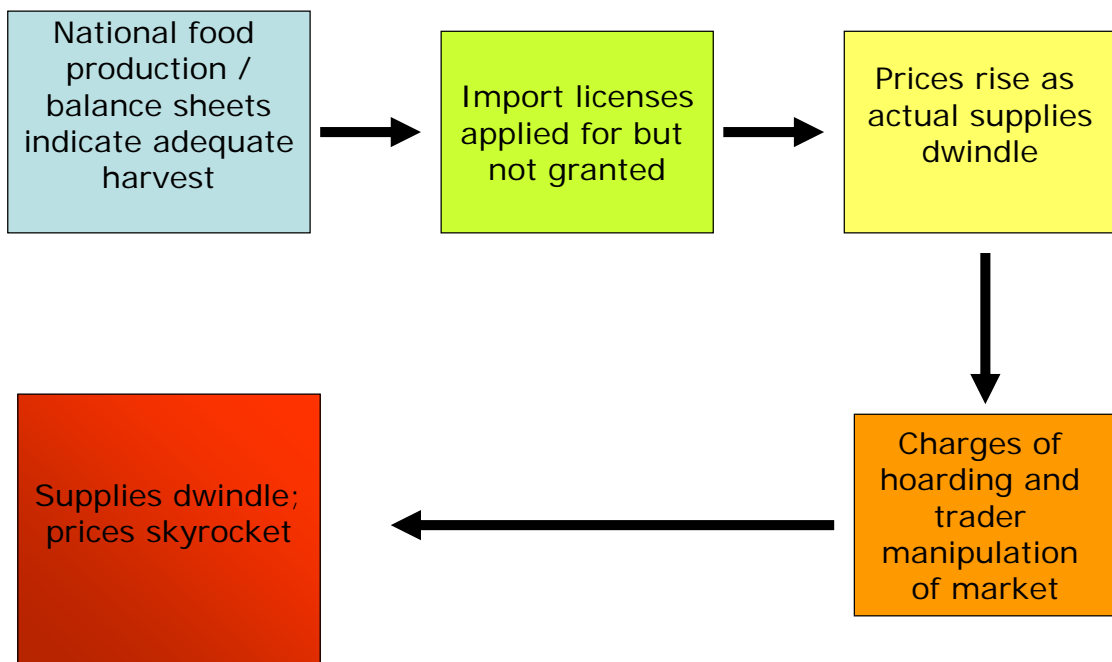 National food
production /
balance sheets
indicate adequate
harvest
Import licenses
applied for but
not granted
Prices rise as
actual supplies
dwindle
Charges of
hoarding and
trader
manipulation
of market
Supplies dwindle;
prices skyrocket